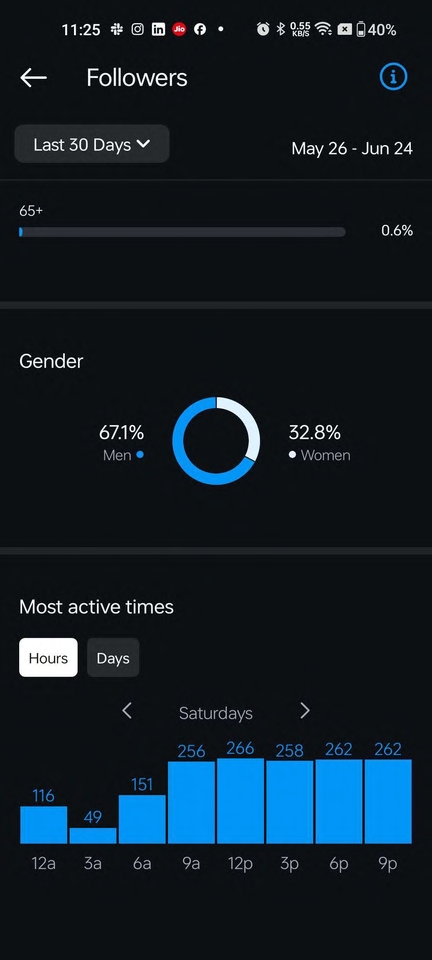 11:25 in Jio 0.55 KB/S 40%
Followers
Last 30 Days May 26 - Jun 24
65+
0.6%
Gender
67.1% 32.8%
Men Women
Most active times
Hours Days
Saturdays
116 49 151 256 266 258 262 262
12a 3a 6a 9a 12p 3p 6p 9p